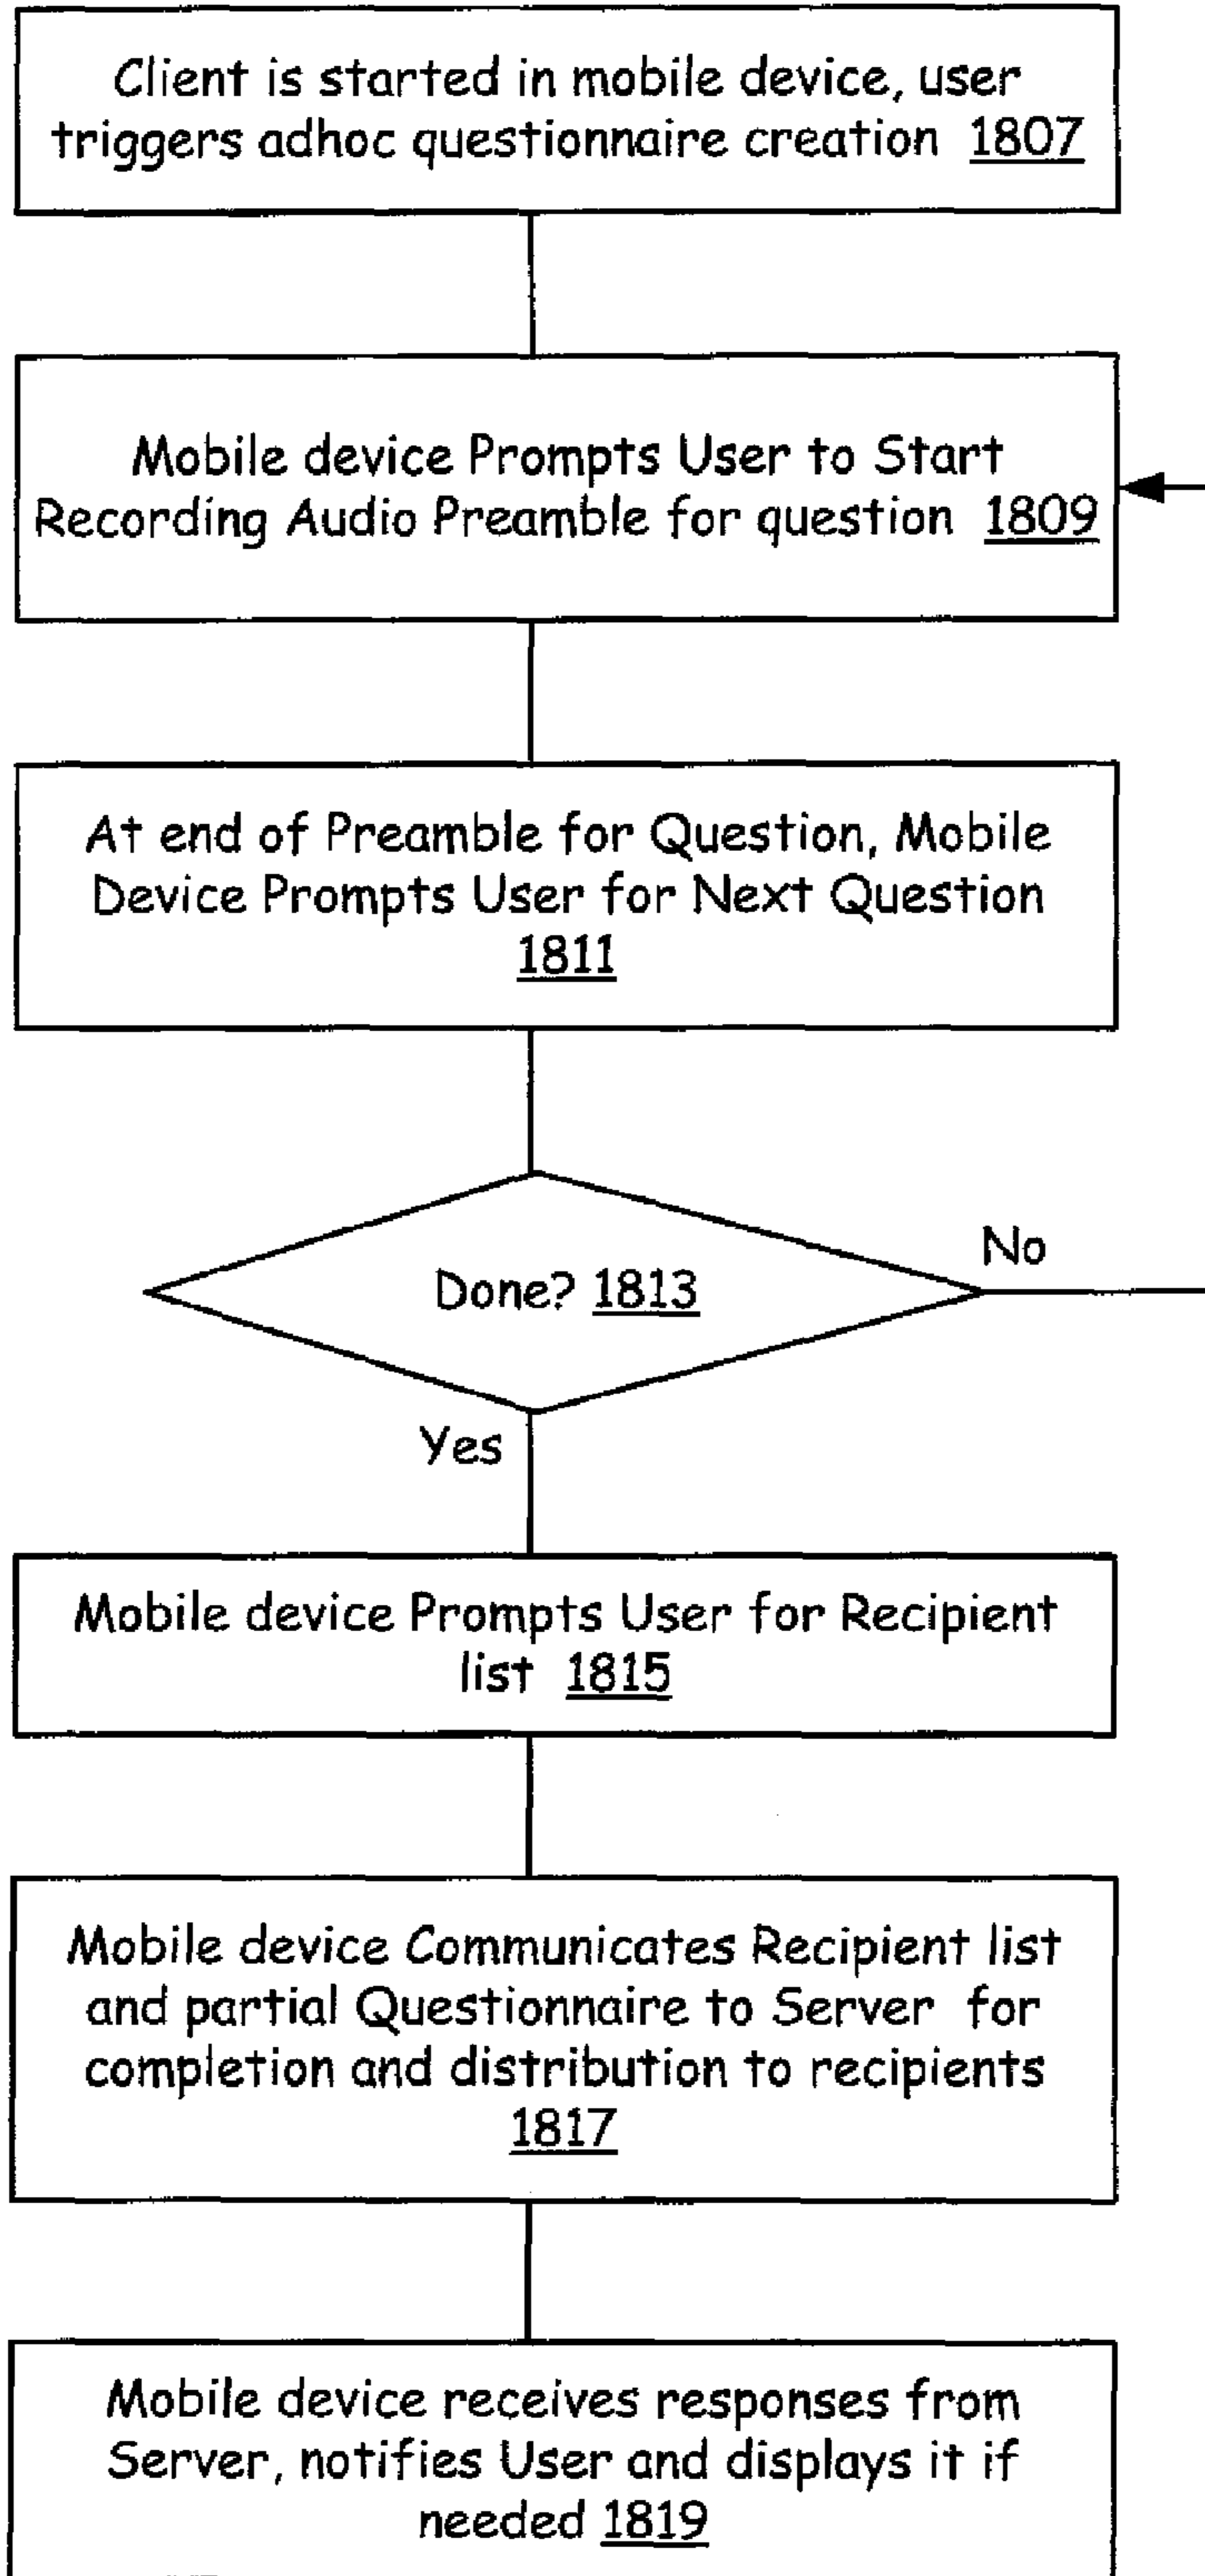 Client is started in mobile device, user
triggers adhoc questionnaire creation 1807
Mobile device Prompts User to Start
Recording Audio Preamble for question 1809
At end of Preamble for Question, Mobile
Device Prompts User for Next Question
1811
Done? 1813
No
Yes
Mobile device Prompts User for Recipient
list 1815
Mobile device Communicates Recipient list
and partial Questionnaire to Server for
completion and distribution to recipients
1817
Mobile device receives responses from
Server, notifies User and displays it if
needed 1819